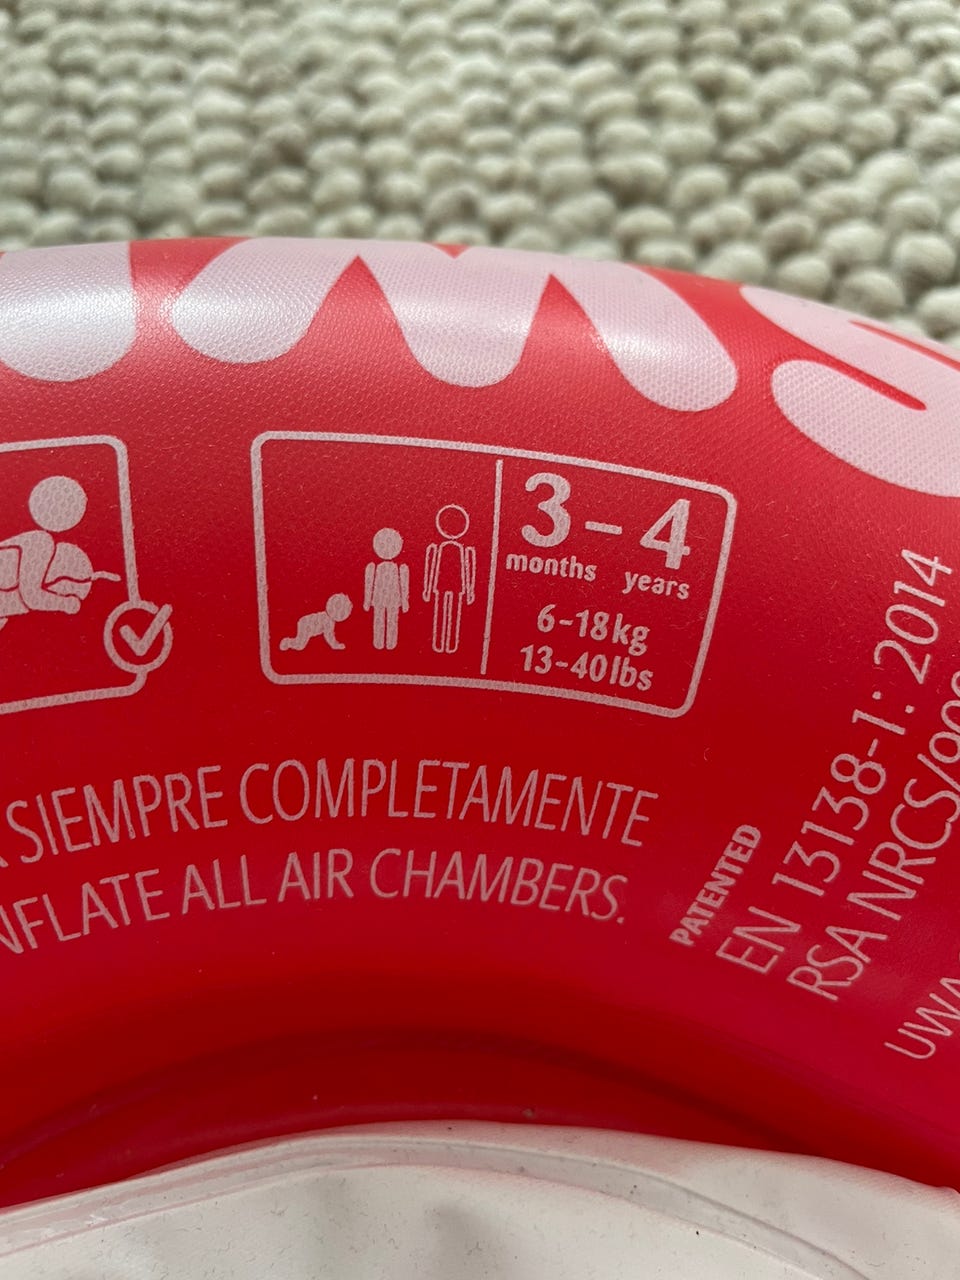 3 - 4
months years
6-18kg
13-40lbs
SIEMPRE COMPLETAMENTE
ALL AIR CHAMBERS.
PATENTED
EN 13138-1: 2014
RSA NRCS/